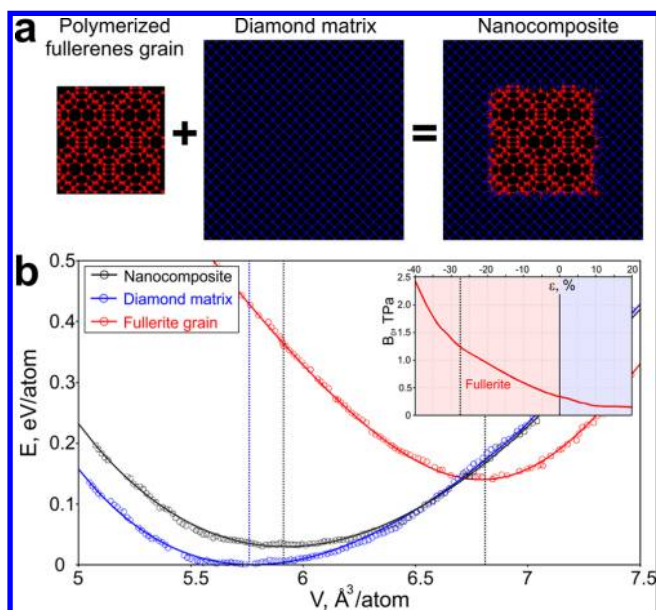 a
Polymerized
fullerenes grain
Diamond matrix
Nanocomposite
+
=
b
0.5
0.4
0.3
0.2
0.1
0
E, eV/atom
Nanocomposite
Diamond matrix
Fullerite grain
-40 -30 -20 -10 0 10 20
ε, %
2.5
2.0
1.5
1.0
0.5
0
B₀, TPa
Fullerite
5 5.5 6 6.5 7 7.5
V, Å³/atom